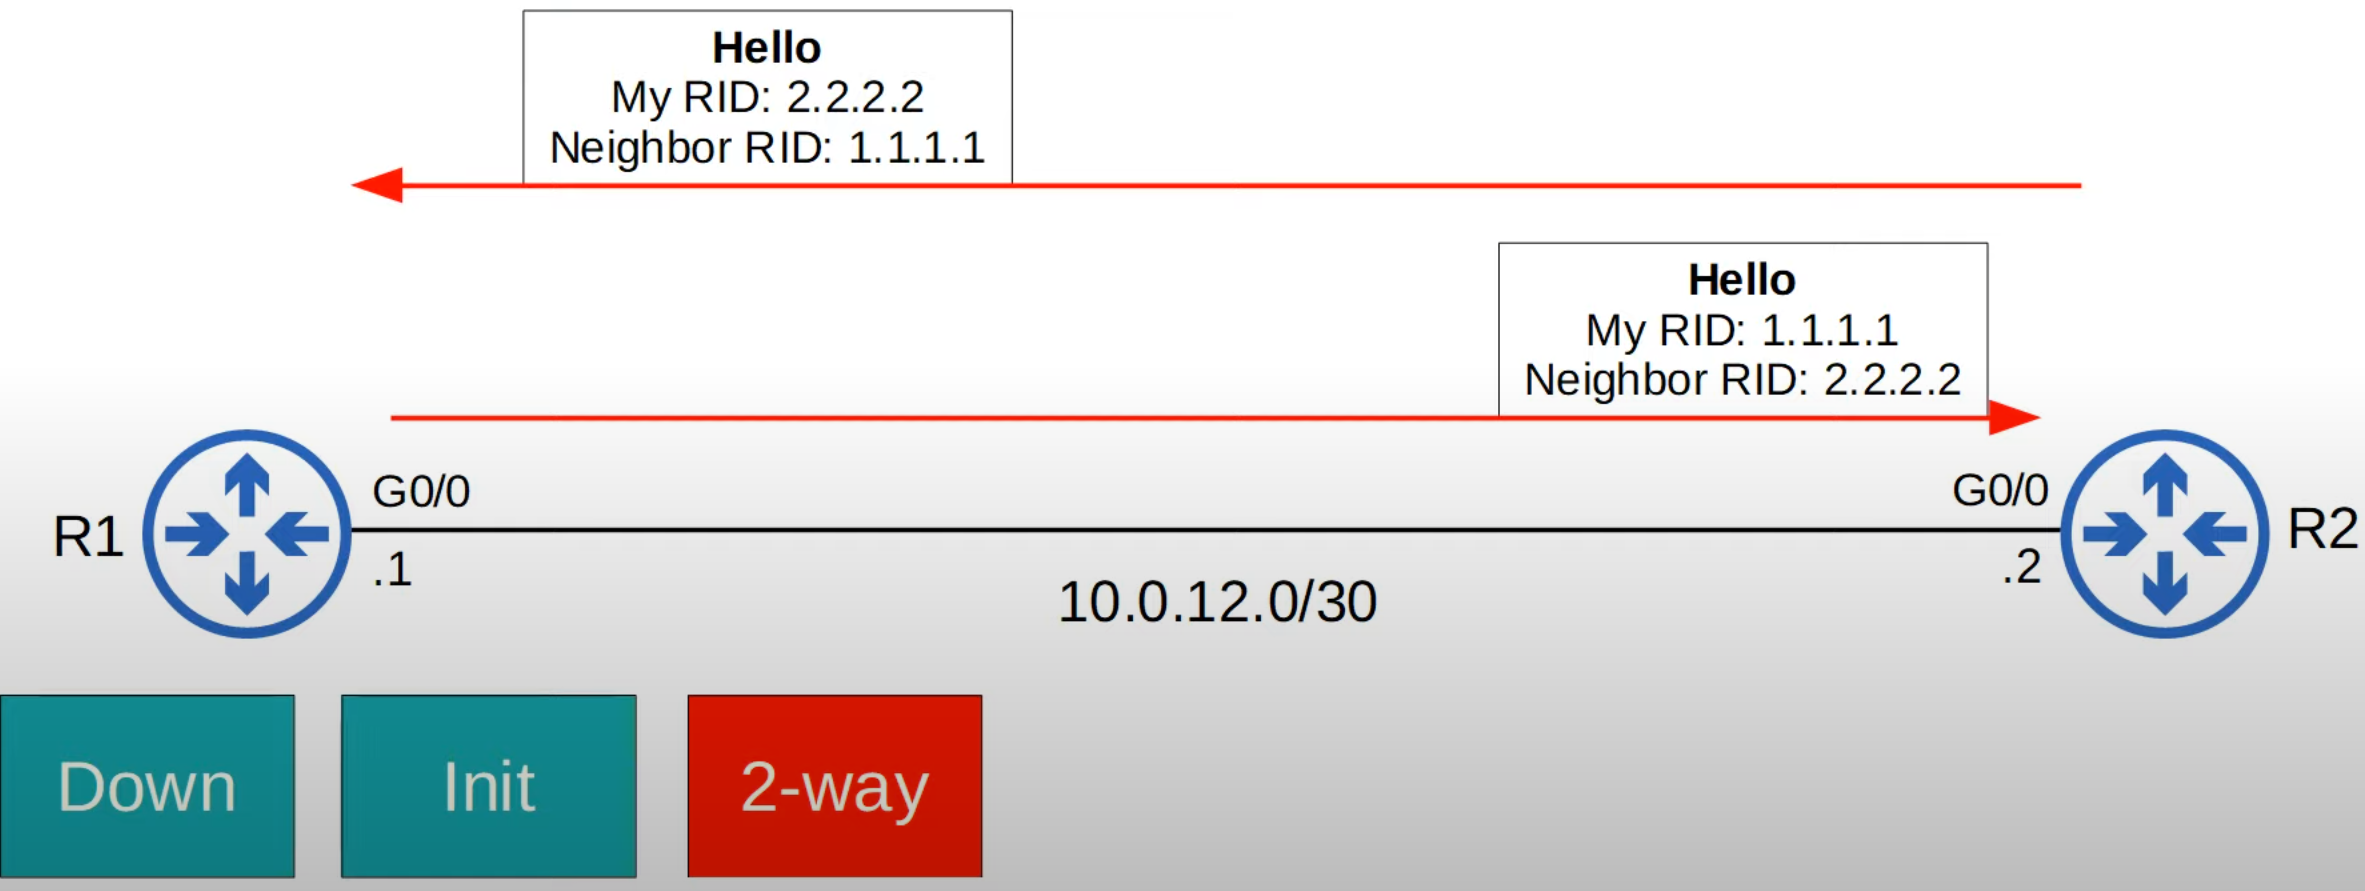 Hello
My RID: 2.2.2.2
Neighbor RID: 1.1.1.1
Hello
My RID: 1.1.1.1
Neighbor RID: 2.2.2.2
R1
G0/0
.1
10.0.12.0/30
G0/0
.2
R2
Down
Init
2-way